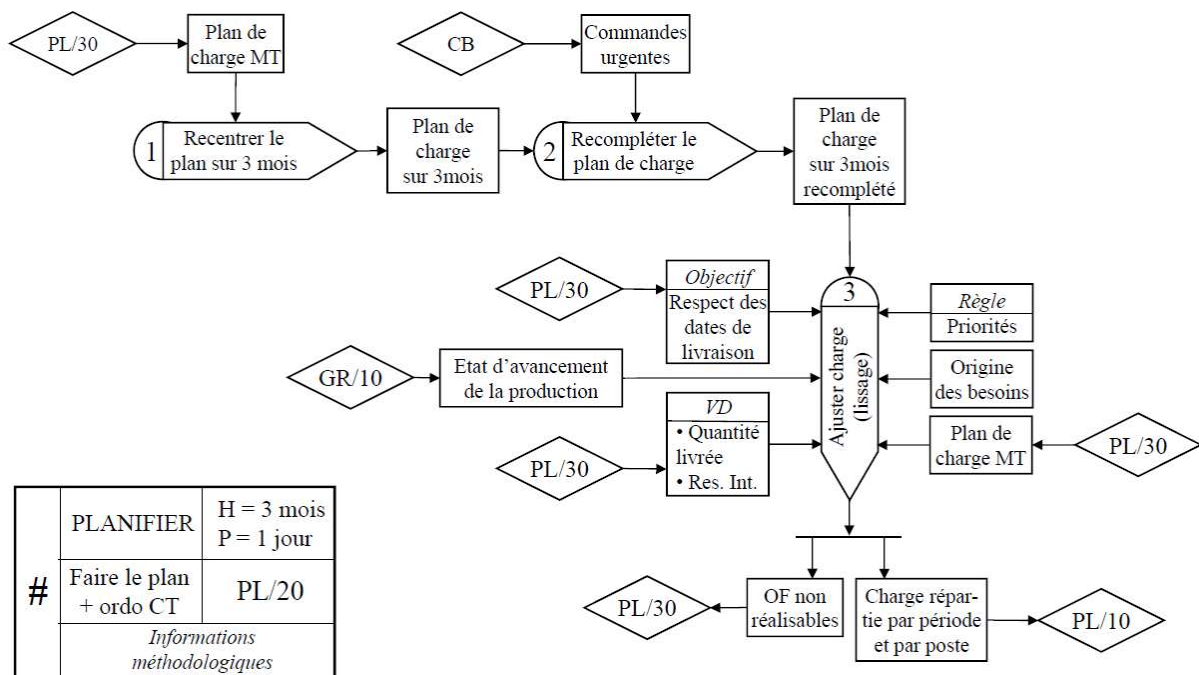 PL/30
Plan de
charge MT
CB
Commandes
urgentes
1
Recentrer le
plan sur 3 mois
Plan de
charge
sur 3mois
2
Recompléter le
plan de charge
Plan de
charge
sur 3mois
recomplété
PL/30
Objectif
Respect des
dates de
livraison
3
Ajuster charge
(lissage)
Règle
Priorités
GR/10
Etat d'avancement
de la production
Origine
des besoins
PL/30
VD
• Quantité
livrée
• Res. Int.
Plan de
charge MT
PL/30
#
PLANIFIER
H = 3 mois
P = 1 jour
Faire le plan
+ ordo CT
PL/20
Informations
méthodologiques
PL/30
OF non
réalisables
Charge répar-
tie par période
et par poste
PL/10